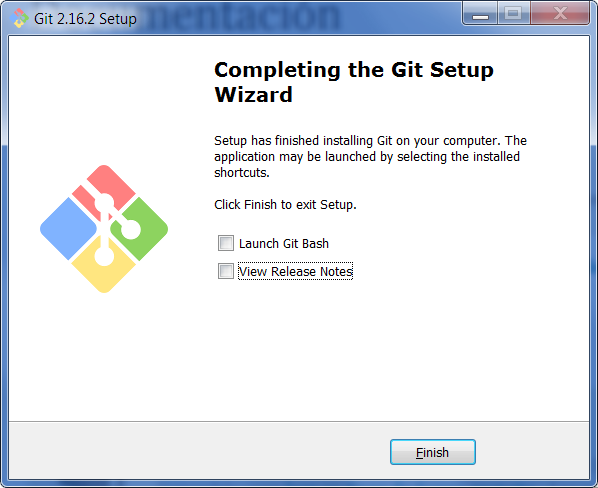 Git 2.16.2 Setup
Completing the Git Setup
Wizard
Setup has finished installing Git on your computer. The
application may be launched by selecting the installed
shortcuts.
Click Finish to exit Setup.
Launch Git Bash
View Release Notes
Finish